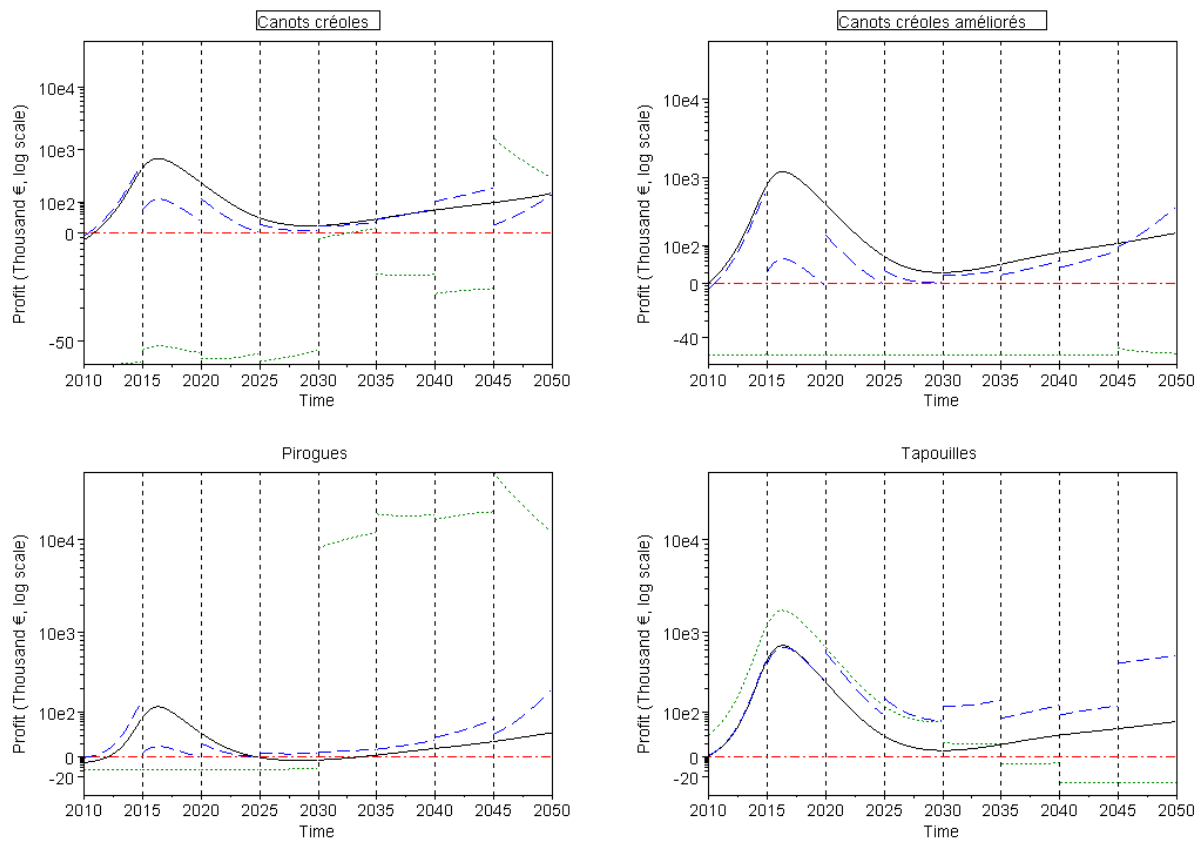 Canots créoles
Canots créoles améliorés
Profit (Thousand €, log scale)
10e4
10e3
10e2
0
-50
2010 2015 2020 2025 2030 2035 2040 2045 2050
Time
Profit (Thousand €, log scale)
10e4
10e3
10e2
0
-40
2010 2015 2020 2025 2030 2035 2040 2045 2050
Time
Pirogues
Tapouilles
Profit (Thousand €, log scale)
10e4
10e3
10e2
0
-20
2010 2015 2020 2025 2030 2035 2040 2045 2050
Time
Profit (Thousand €, log scale)
10e4
10e3
10e2
0
-20
2010 2015 2020 2025 2030 2035 2040 2045 2050
Time